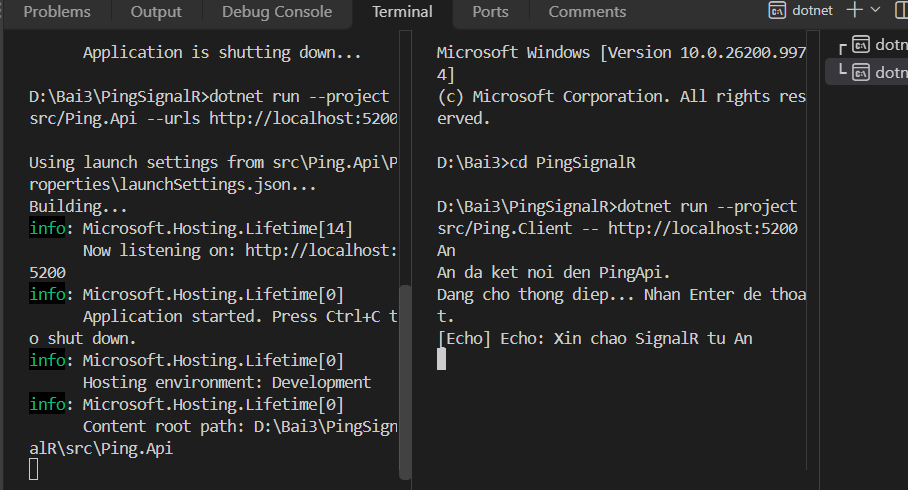 Problems Output Debug Console Terminal Ports Comments dotnet
Application is shutting down...
D:\Bai3\PingSignalR>dotnet run --project
src/Ping.Api --urls http://localhost:5200
Using launch settings from src\Ping.Api\P
roperties\launchSettings.json...
Building...
info: Microsoft.Hosting.Lifetime[14]
Now listening on: http://localhost:
5200
info: Microsoft.Hosting.Lifetime[0]
Application started. Press Ctrl+C t
o shut down.
info: Microsoft.Hosting.Lifetime[0]
Hosting environment: Development
info: Microsoft.Hosting.Lifetime[0]
Content root path: D:\Bai3\PingSign
alR\src\Ping.Api
Microsoft Windows [Version 10.0.26200.997
4]
(c) Microsoft Corporation. All rights res
erved.
D:\Bai3>cd PingSignalR
D:\Bai3\PingSignalR>dotnet run --project
src/Ping.Client -- http://localhost:5200
An
An da ket noi den PingApi.
Dang cho thong diep... Nhan Enter de thoa
t.
[Echo] Echo: Xin chao SignalR tu An
dotn
dotn